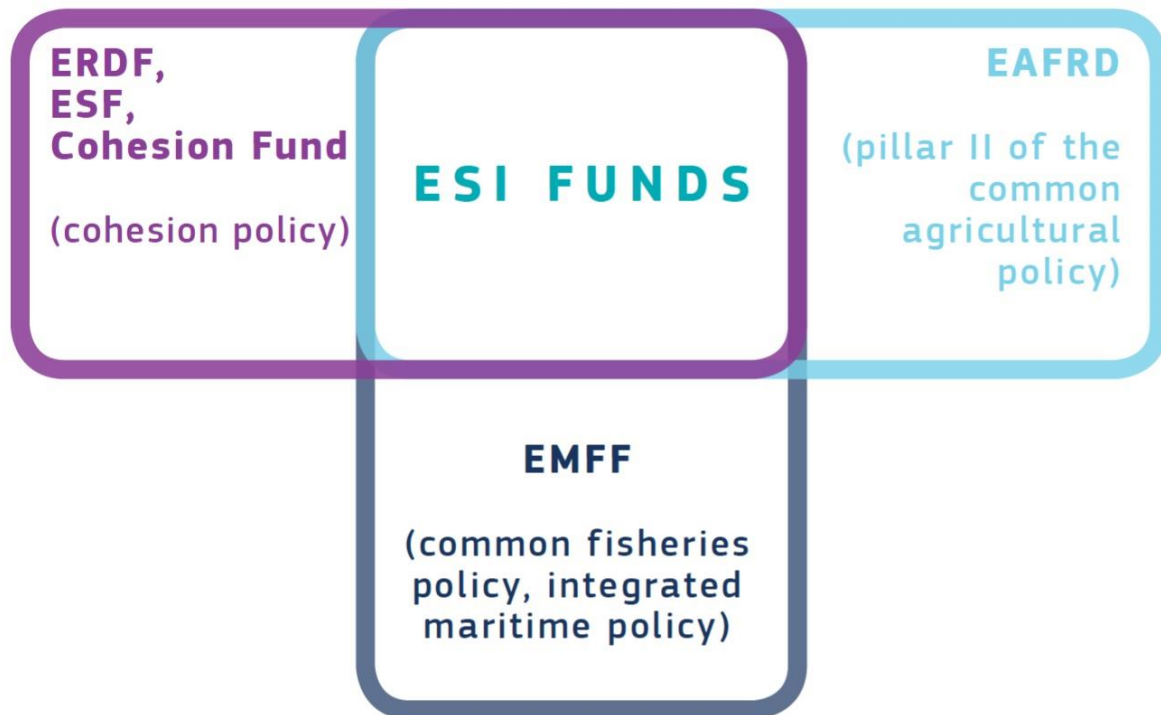 ERDF,
ESF,
Cohesion Fund
(cohesion policy)
ESI FUNDS
EAFRD
(pillar II of the
common
agricultural
policy)
EMFF
(common fisheries
policy, integrated
maritime policy)